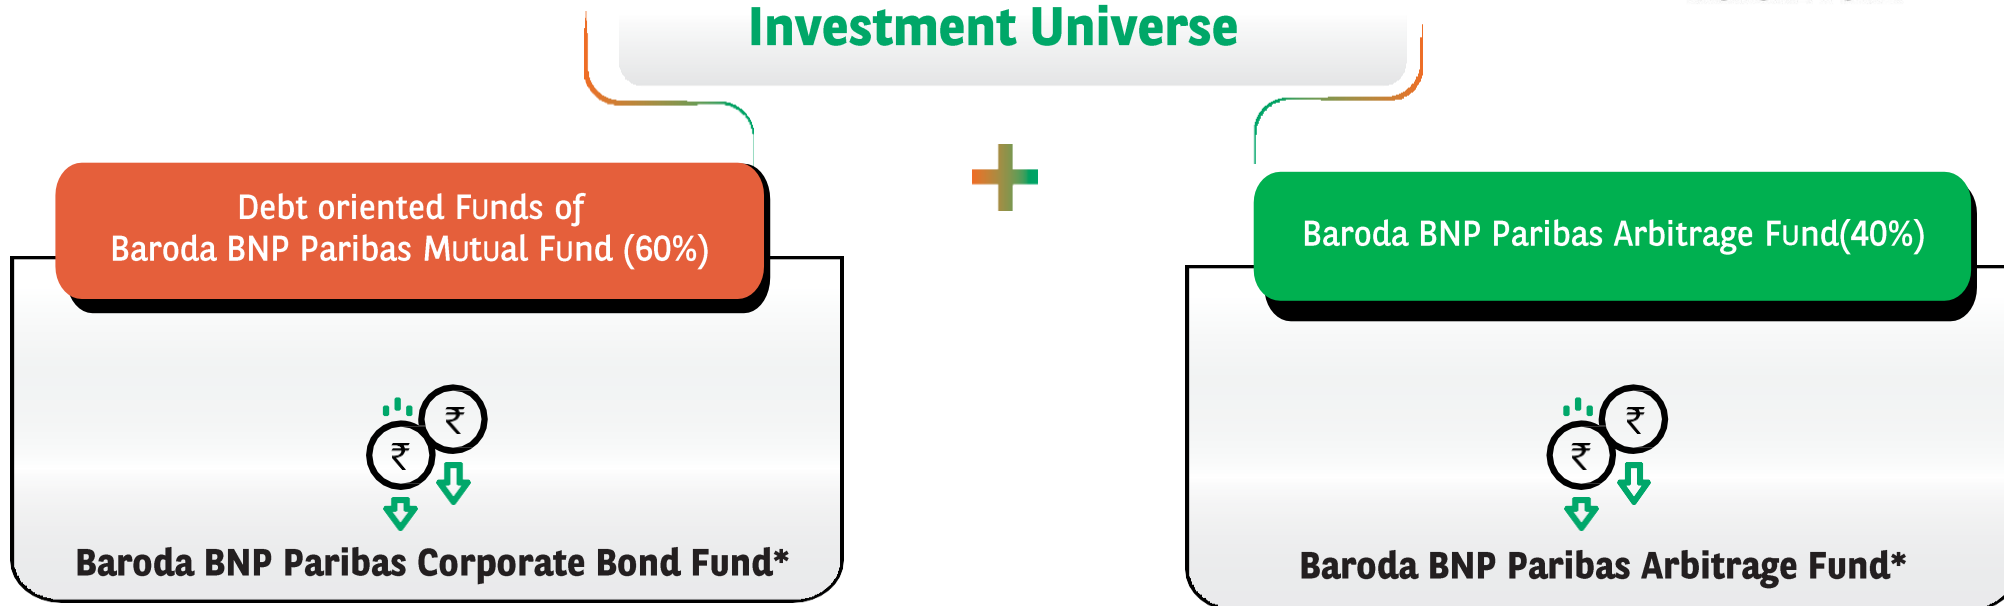 Investment Universe
Debt oriented Funds of
Baroda BNP Paribas Mutual Fund (60%)
Baroda BNP Paribas Arbitrage Fund(40%)
₹
₹
₹
₹
Baroda BNP Paribas Corporate Bond Fund*
Baroda BNP Paribas Arbitrage Fund*